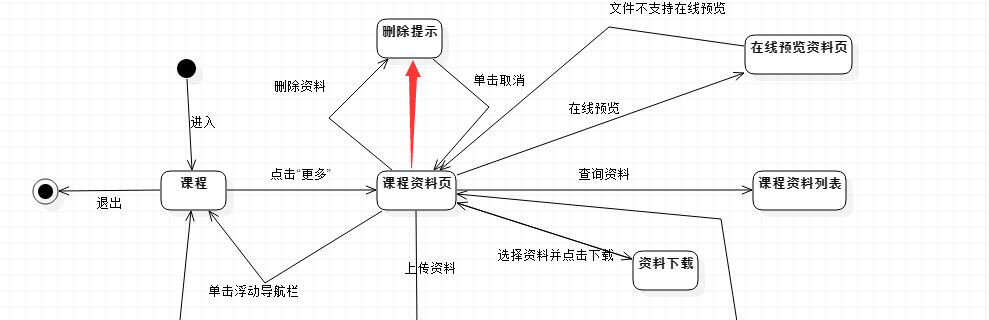 文件不支持在线预览
删除提示
在线预览资料页
删除资料
单击取消
在线预览
进入
课程
点击“更多”
课程资料页
查询资料
课程资料列表
退出
选择资料并点击下载
资料下载
上传资料
单击浮动导航栏